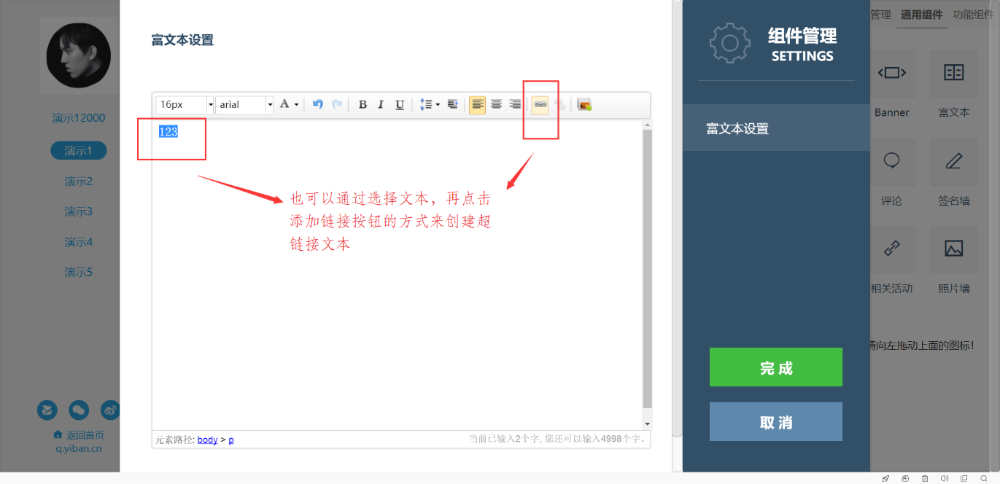 演示12000
演示1
演示2
演示3
演示4
演示5
返回首页
q.yiban.cn
富文本设置
16px
arial
A
B I U
123
也可以通过选择文本，再点击
添加链接按钮的方式来创建超
链接文本
元素路径: body > p
当前已输入2个字, 您还可以输入4998个字。
组件管理
SETTINGS
富文本设置
完 成
取 消
管理 通用组件 功能组件
Banner
富文本
评论
签名墙
相关活动
照片墙
请向左拖动上面的图标!